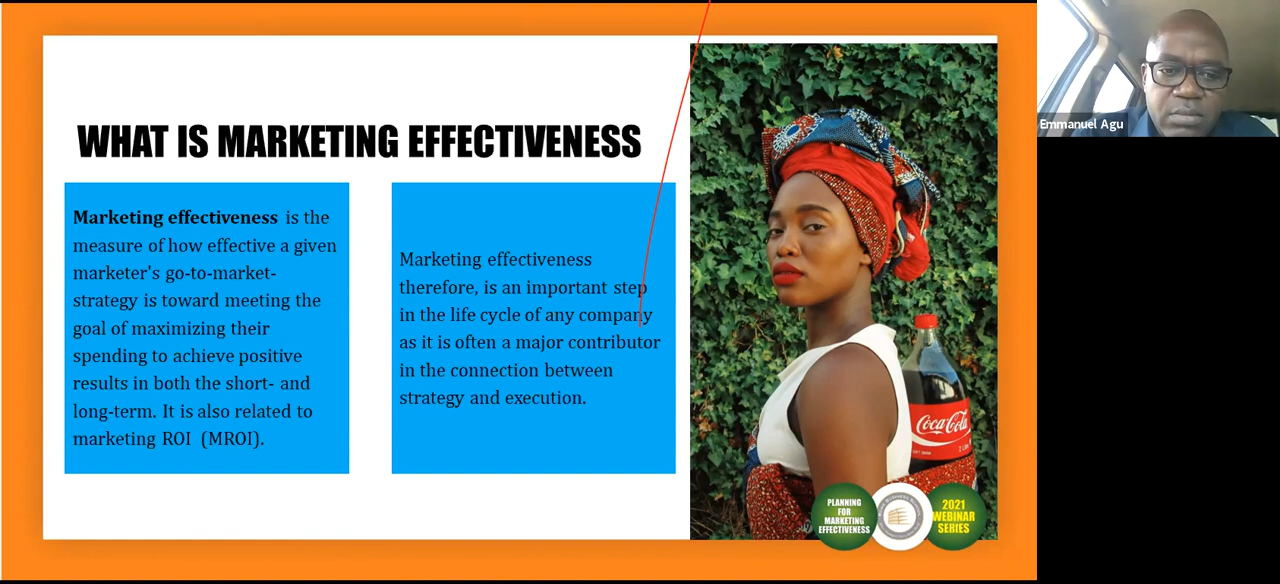 WHAT IS MARKETING EFFECTIVENESS
Marketing effectiveness is the
measure of how effective a given
marketer's go-to-market-
strategy is toward meeting the
goal of maximizing their
spending to achieve positive
results in both the short- and
long-term. It is also related to
marketing ROI (MROI).
Marketing effectiveness
therefore, is an important step
in the life cycle of any company
as it is often a major contributor
in the connection between
strategy and execution.
Coca-Cola
PLANNING
FOR
MARKETING
EFFECTIVENESS
2021
WEBINAR
SERIES
Emmanuel Agu